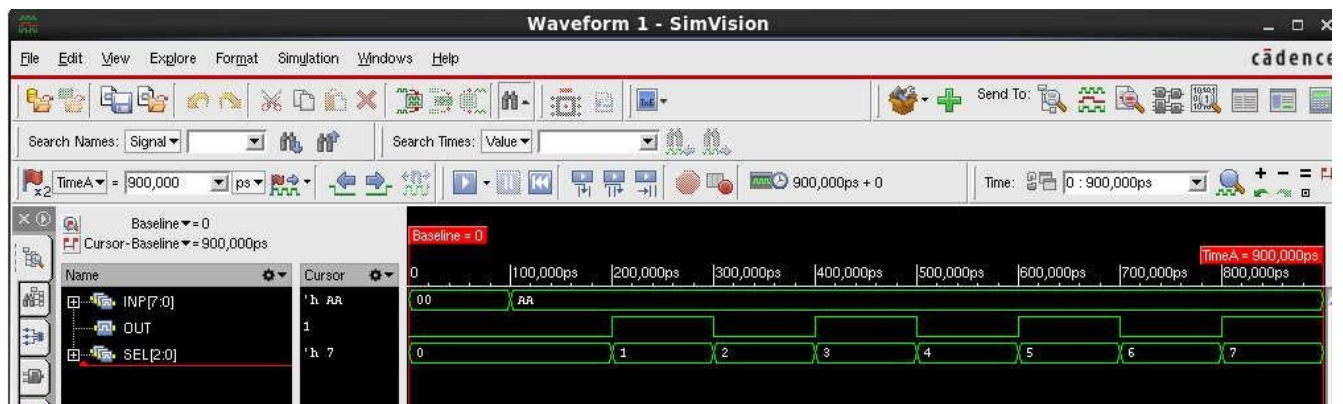 Waveform 1 - SimVision
File Edit View Explore Format Simulation Windows Help
cādence
Send To:
Search Names: Signal Search Times: Value
x2 TimeA = 900,000 ps 900,000ps + 0 Time: 0 : 900,000ps
Baseline = 0
Cursor-Baseline = 900,000ps
Baseline = 0
TimeA = 900,000ps
Name Cursor 0 100,000ps 200,000ps 300,000ps 400,000ps 500,000ps 600,000ps 700,000ps 800,000ps
INP[7:0] 'h AA 00 AA
OUT 1
SEL[2:0] 'h 7 0 1 2 3 4 5 6 7